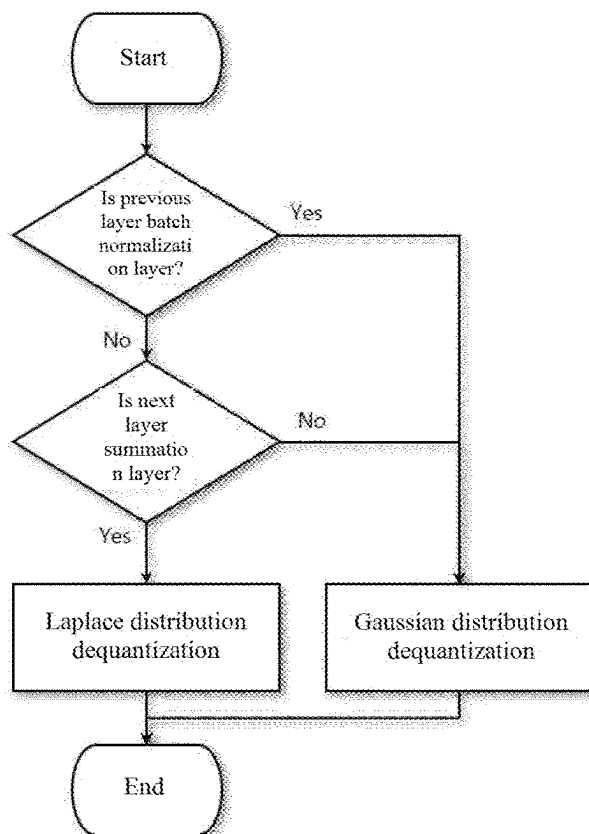 Start
Is previous
layer batch
normalizati
on layer?
Yes
No
Is next
layer
summatio
n layer?
No
Yes
Laplace distribution
dequantization
Gaussian distribution
dequantization
End